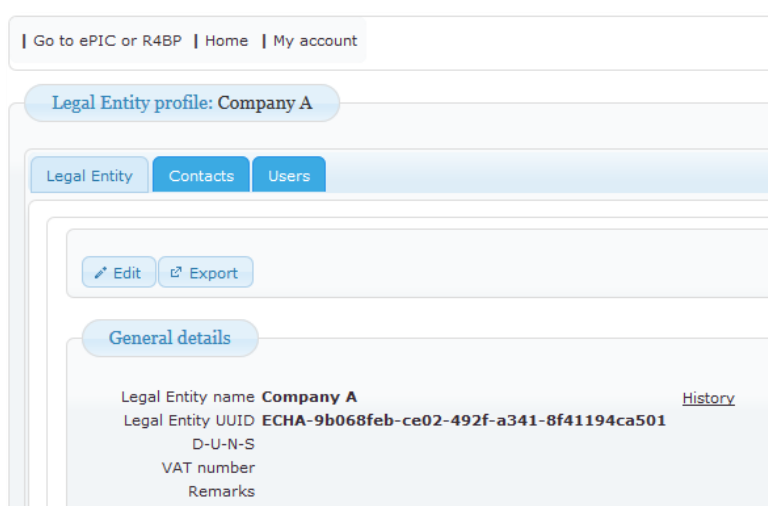 | Go to ePIC or R4BP | Home | My account
Legal Entity profile: Company A
Legal Entity Contacts Users
Edit Export
General details
Legal Entity name Company A History
Legal Entity UUID ECHA-9b068feb-ce02-492f-a341-8f41194ca501
D-U-N-S
VAT number
Remarks